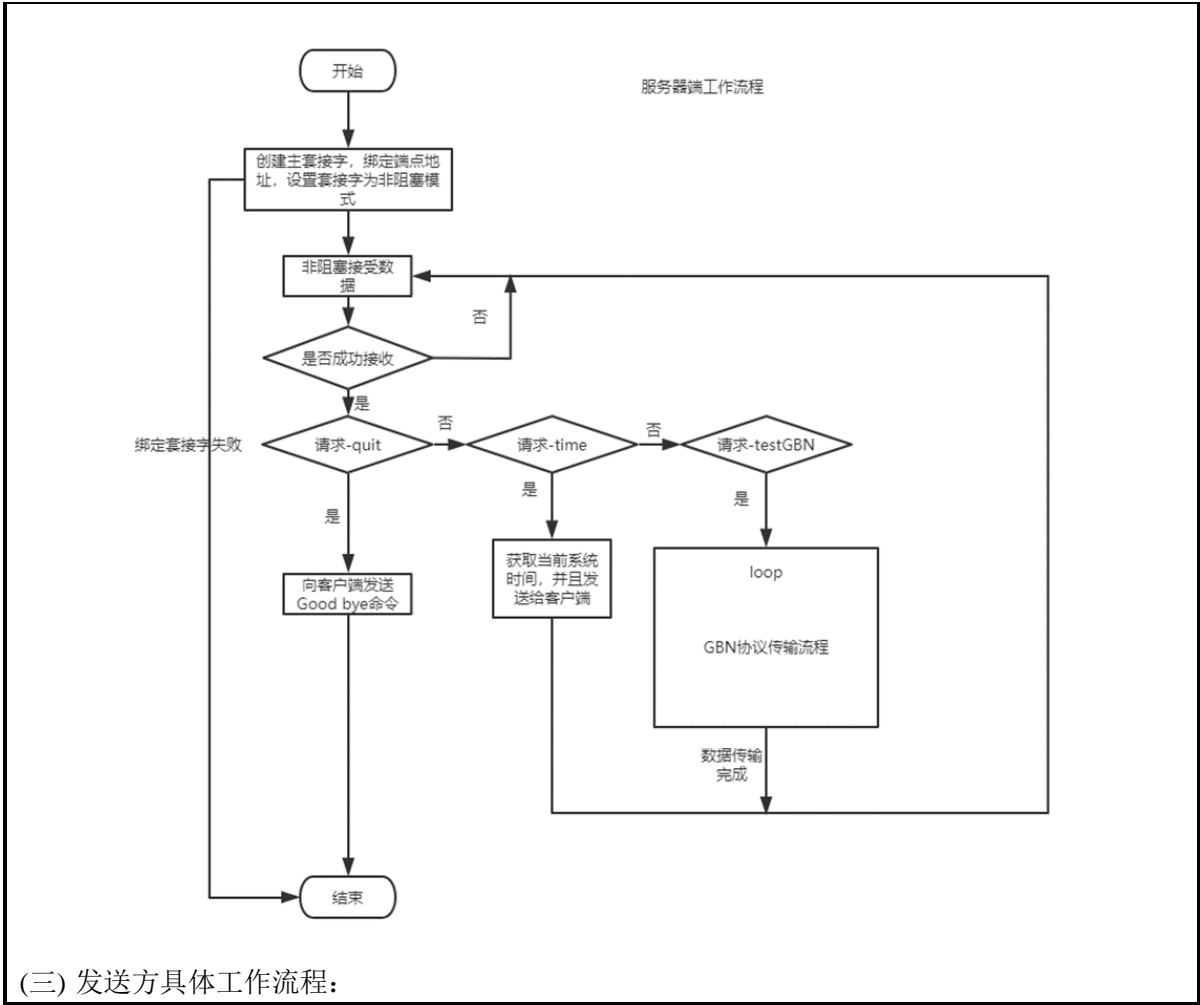 开始
服务器端工作流程
创建主套接字，绑定端点地
址，设置套接字为非阻塞模
式
非阻塞接受数
据
否
是否成功接收
是
绑定套接字失败
请求-quit
否
请求-time
否
请求-testGBN
是
是
是
向客户端发送
Good bye命令
获取当前系统
时间，并且发
送给客户端
loop
GBN协议传输流程
数据传输
完成
结束
(三) 发送方具体工作流程：